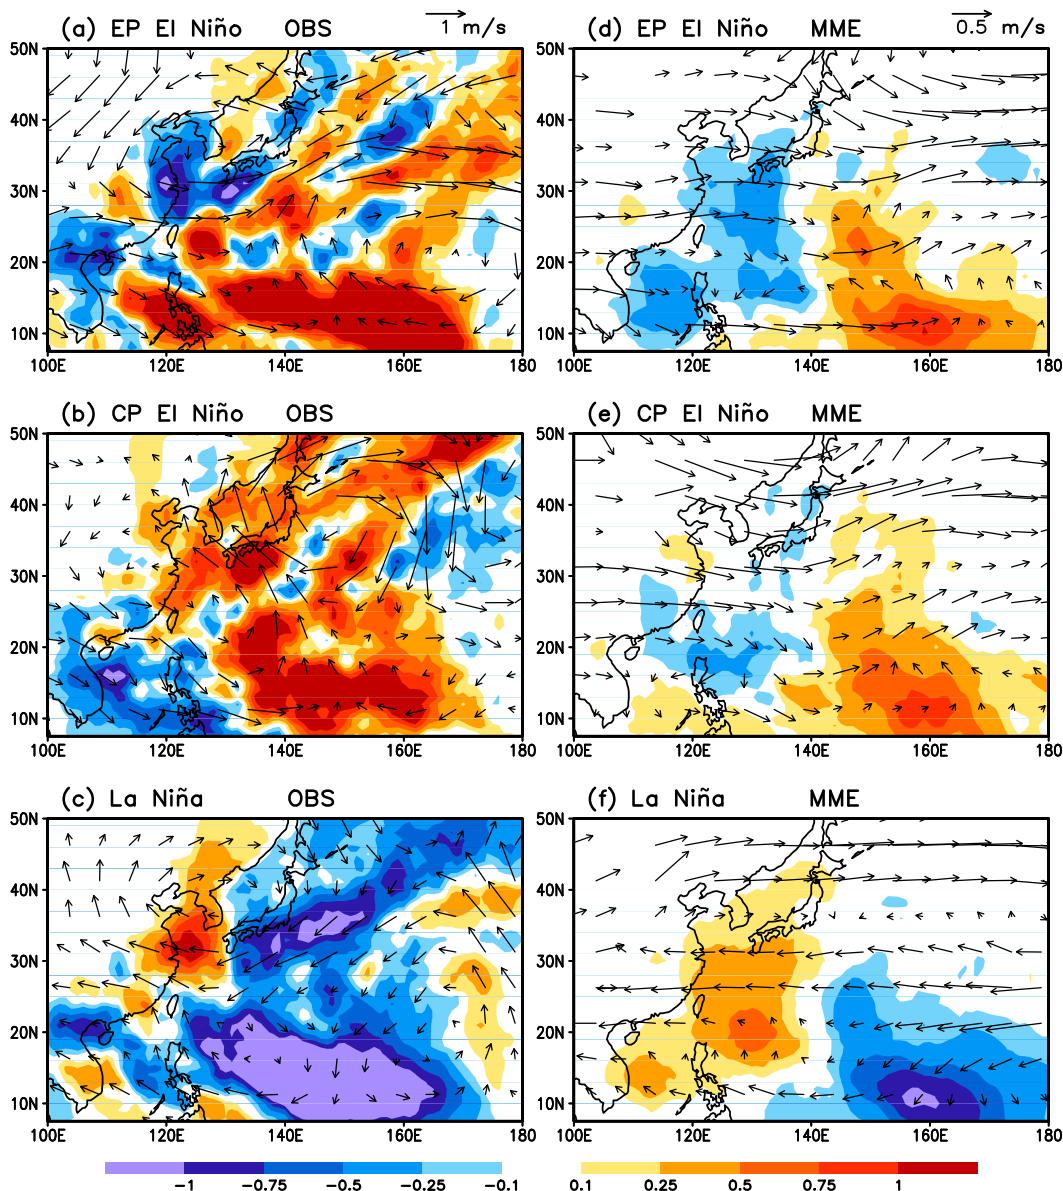 (a) EP El Niño OBS 1 m/s
(d) EP El Niño MME 0.5 m/s
50N 50N
40N 40N
30N 30N
20N 20N
10N 10N
100E 120E 140E 160E 180 100E 120E 140E 160E 180
(b) CP El Niño OBS
(e) CP El Niño MME
50N 50N
40N 40N
30N 30N
20N 20N
10N 10N
100E 120E 140E 160E 180 100E 120E 140E 160E 180
(c) La Niña OBS
(f) La Niña MME
50N 50N
40N 40N
30N 30N
20N 20N
10N 10N
100E 120E 140E 160E 180 100E 120E 140E 160E 180
-1 -0.75 -0.5 -0.25 -0.1 0.1 0.25 0.5 0.75 1